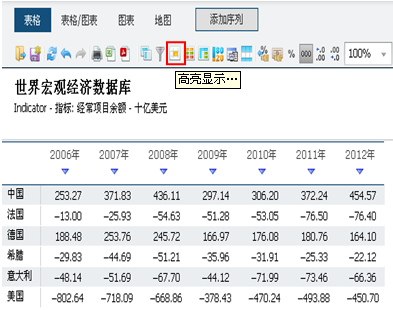 表格 表格/图表 图表 地图 添加序列
% 000 +.0 .00 100%
高亮显示…
世界宏观经济数据库
Indicator - 指标: 经常项目余额 - 十亿美元
2006年 2007年 2008年 2009年 2010年 2011年 2012年
中国 253.27 371.83 436.11 297.14 306.20 372.24 454.57
法国 -13.00 -25.93 -54.63 -51.28 -53.05 -76.50 -76.40
德国 188.48 253.76 245.72 166.97 176.08 180.76 164.10
希腊 -29.83 -44.69 -51.21 -35.96 -31.91 -25.33 -22.12
意大利 -48.14 -51.69 -67.70 -44.12 -71.99 -73.46 -66.36
美国 -802.64 -718.09 -668.86 -378.43 -470.24 -493.88 -450.70